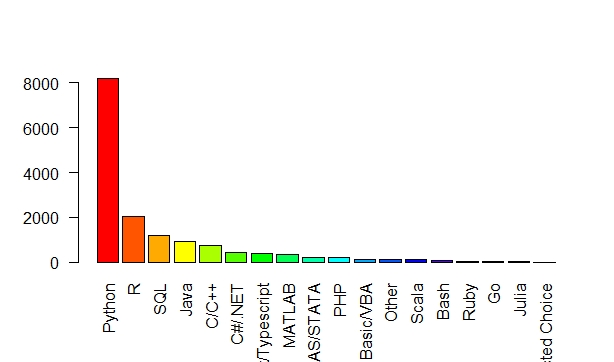 8000
6000
4000
2000
0
Python
R
SQL
Java
C/C++
C#/.NET
/Typescript
MATLAB
AS/STATA
PHP
Basic/VBA
Other
Scala
Bash
Ruby
Go
Julia
cted Choice